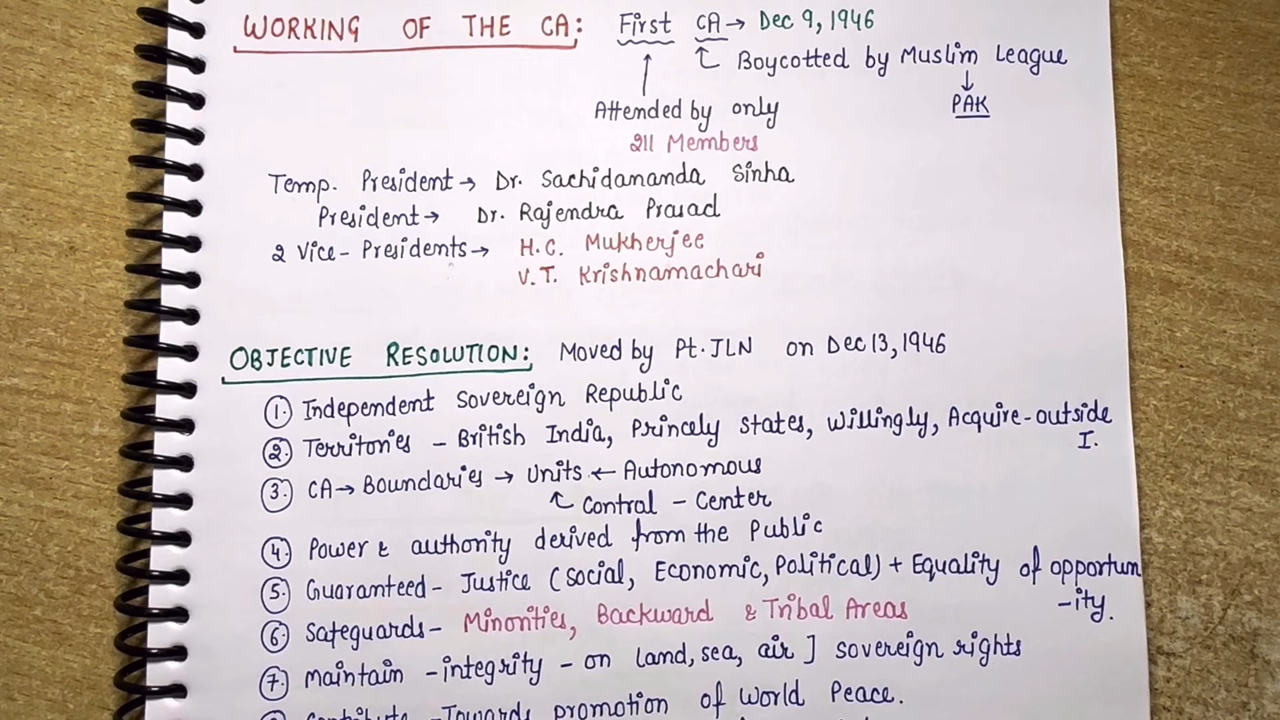 WORKING OF THE CA: First CA → Dec 9, 1946
Boycotted by Muslim League
↓
PAK
Attended by only
211 Members
Temp. President → Dr. Sachidananda Sinha
President → Dr. Rajendra Prasad
2 Vice-Presidents → H.C. Mukherjee
V.T. Krishnamachari
OBJECTIVE RESOLUTION: Moved by Pt. JLN on Dec 13, 1946
1. Independent Sovereign Republic
2. Territories - British India, Princely States, Willingly, Acquire-outside
I.
3. CA → Boundaries → Units ← Autonomous
Control - Center
4. Power & authority derived from the Public
5. Guaranteed - Justice (Social, Economic, Political) + Equality of opportun
-ity.
6. Safeguards - Minorities, Backward & Tribal Areas
7. Maintain - integrity - on land, sea, air ] sovereign rights
Contribute - Towards promotion of World Peace.